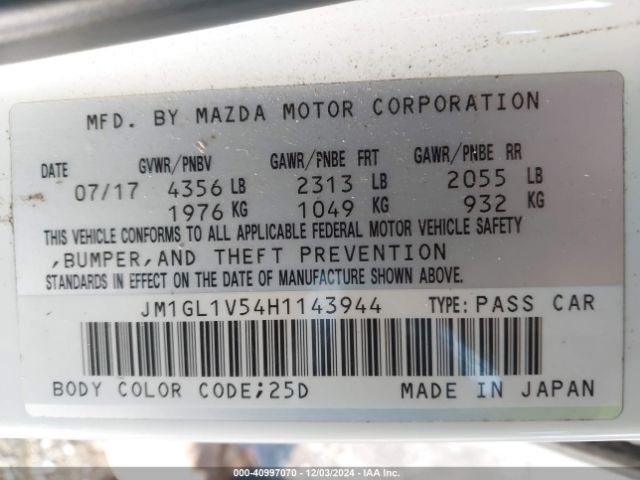 MFD. BY MAZDA MOTOR CORPORATION
DATE GVWR/PNBV GAWR/PNBE FRT GAWR/PNBE RR
07/17 4356 LB 2313 LB 2055 LB
1976 KG 1049 KG 932 KG
THIS VEHICLE CONFORMS TO ALL APPLICABLE FEDERAL MOTOR VEHICLE SAFETY
,BUMPER,AND THEFT PREVENTION
STANDARDS IN EFFECT ON THE DATE OF MANUFACTURE SHOWN ABOVE.
JM1GL1V54H1143944 TYPE: PASS CAR
BODY COLOR CODE;25D MADE IN JAPAN
000-40997070 - 12/03/2024 - IAA Inc.